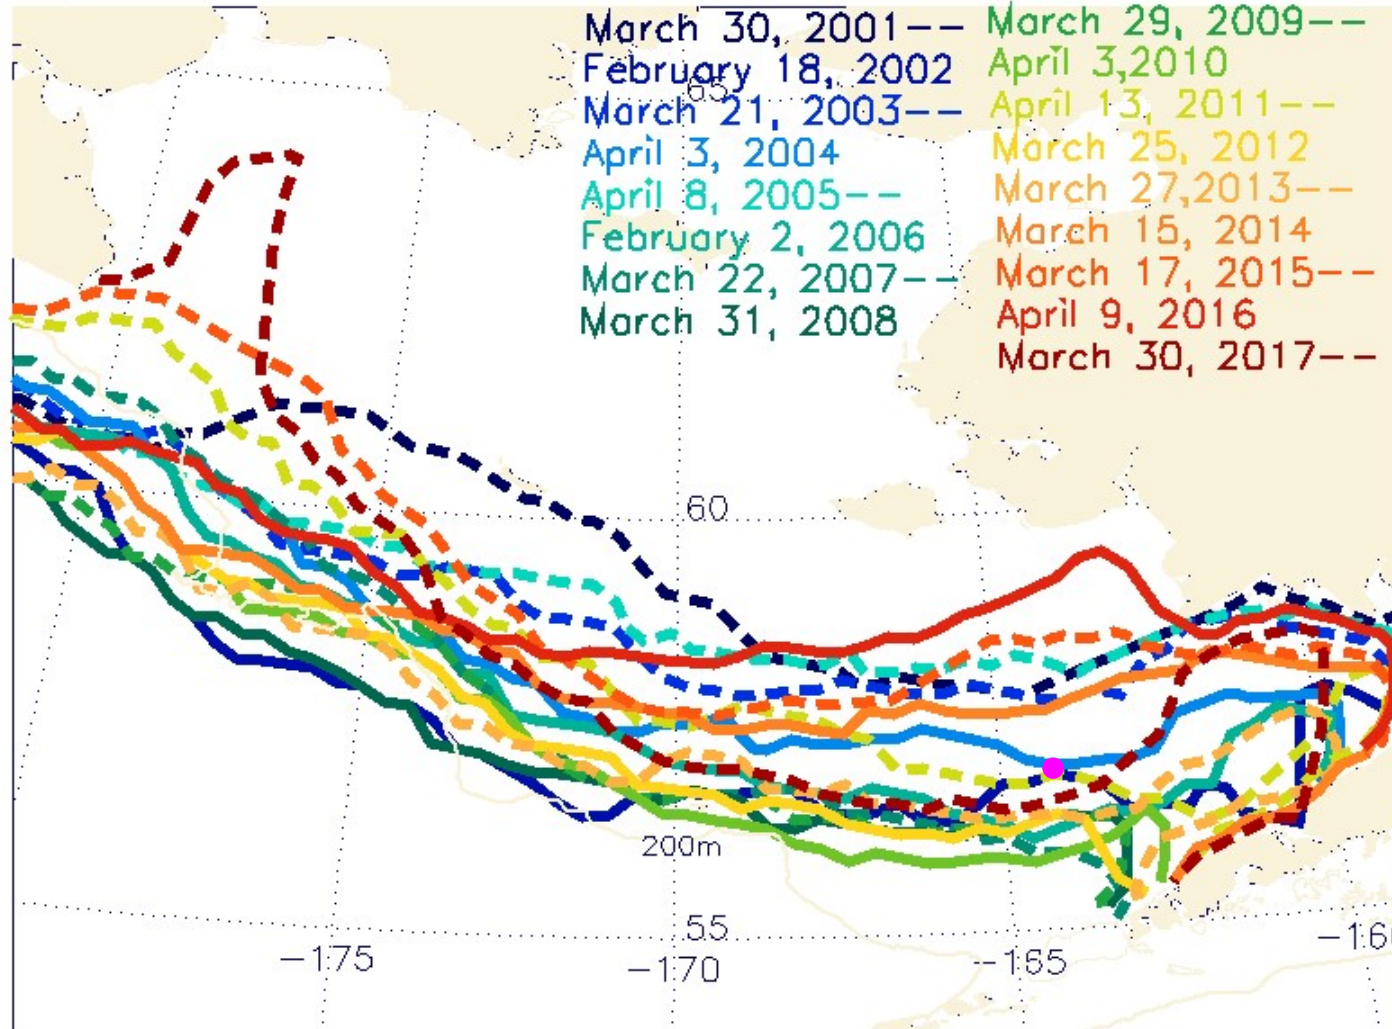 March 30, 2001--
February 18, 2002
March 21, 2003--
April 3, 2004
April 8, 2005--
February 2, 2006
March 22, 2007--
March 31, 2008
March 29, 2009--
April 3,2010
April 13, 2011--
March 25, 2012
March 27,2013--
March 15, 2014
March 17, 2015--
April 9, 2016
March 30, 2017--
65
60
200m
55
-175
-170
-165
-160